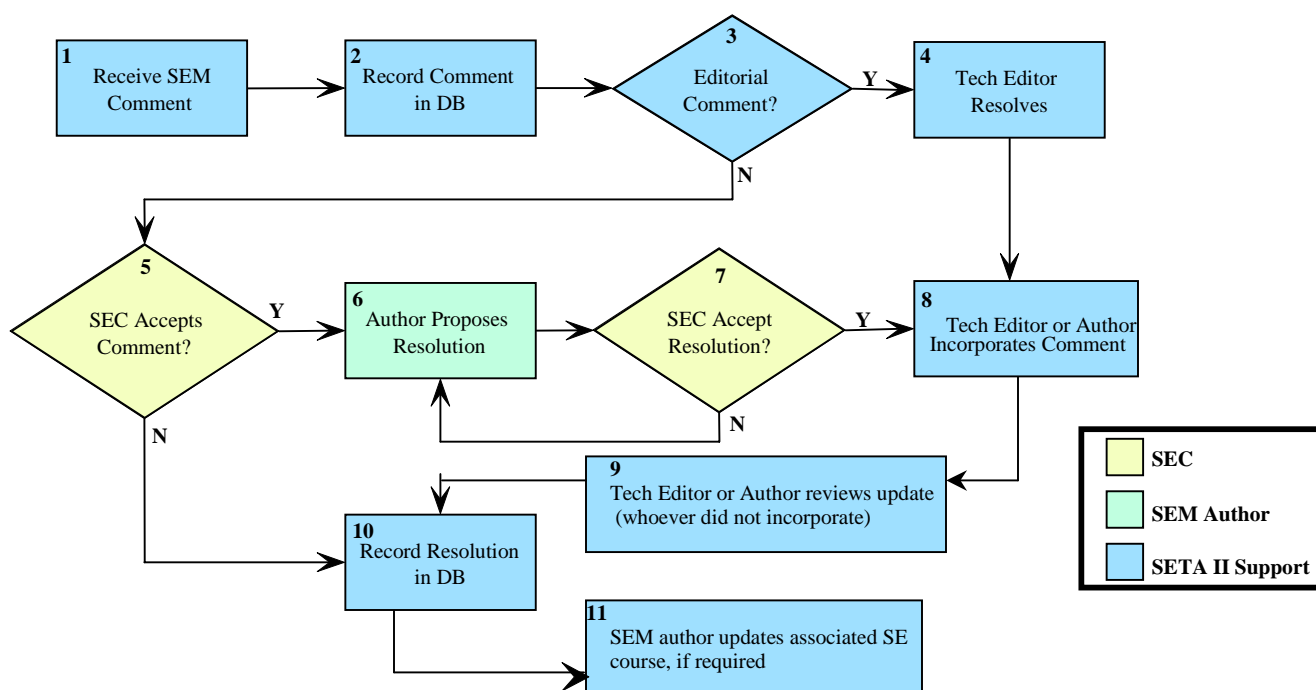 1
Receive SEM
Comment
2
Record Comment
in DB
3
Editorial
Comment?
Y
4
Tech Editor
Resolves
N
5
SEC Accepts
Comment?
Y
6
Author Proposes
Resolution
7
SEC Accept
Resolution?
Y
8
Tech Editor or Author
Incorporates Comment
N
N
9
Tech Editor or Author reviews update
(whoever did not incorporate)
10
Record Resolution
in DB
11
SEM author updates associated SE
course, if required
SEC
SEM Author
SETA II Support